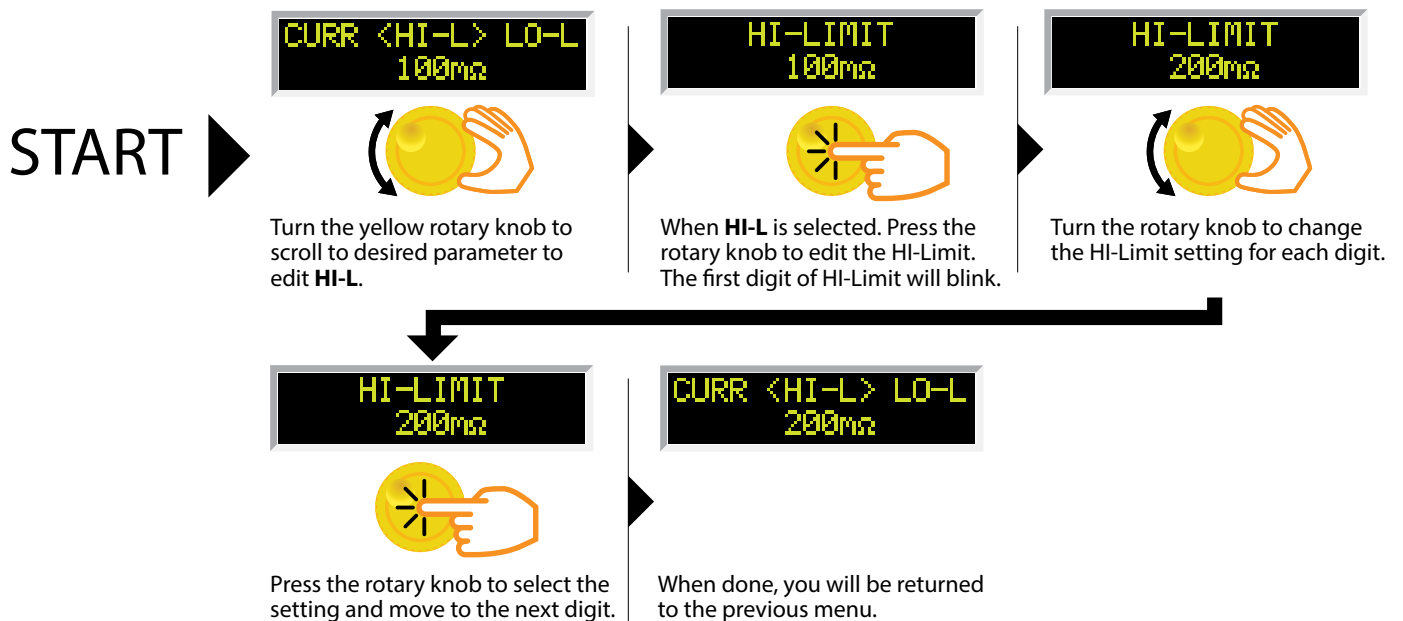 START
CURR <HI-L> LO-L
100mΩ
Turn the yellow rotary knob to
scroll to desired parameter to
edit HI-L.
HI-LIMIT
100mΩ
When HI-L is selected. Press the
rotary knob to edit the HI-Limit.
The first digit of HI-Limit will blink.
HI-LIMIT
200mΩ
Turn the rotary knob to change
the HI-Limit setting for each digit.
HI-LIMIT
200mΩ
Press the rotary knob to select the
setting and move to the next digit.
CURR <HI-L> LO-L
200mΩ
When done, you will be returned
to the previous menu.